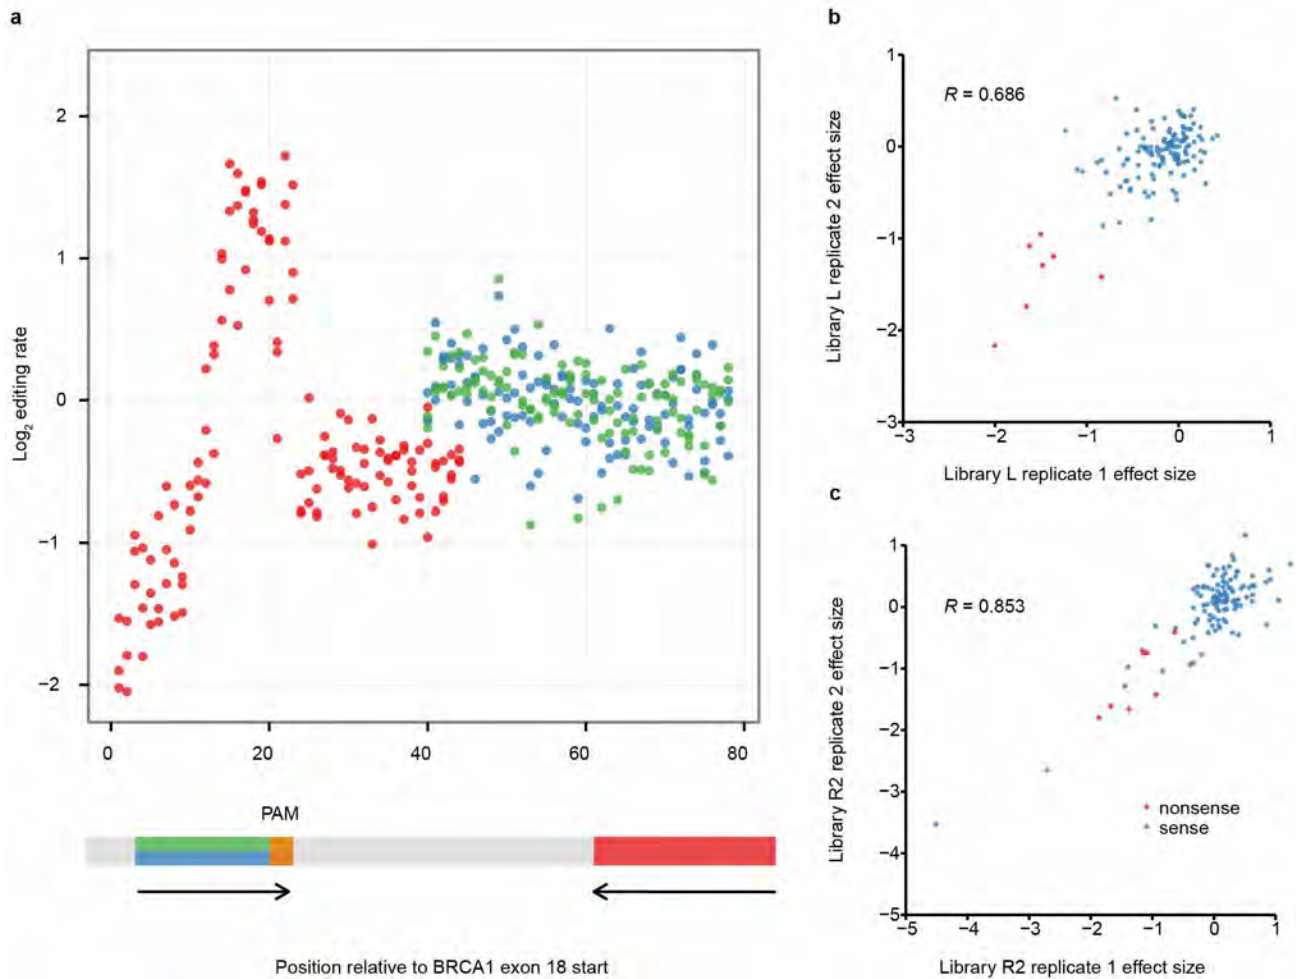 a
Log2 editing rate
2
1
0
−1
−2
0 20 40 60 80
PAM
Position relative to BRCA1 exon 18 start
b
Library L replicate 2 effect size
1
0
−1
−2
−3
R = 0.686
−3 −2 −1 0 1
Library L replicate 1 effect size
c
Library R2 replicate 2 effect size
1
0
−1
−2
−3
−4
−5
R = 0.853
nonsense
sense
−5 −4 −3 −2 −1 0 1
Library R2 replicate 1 effect size